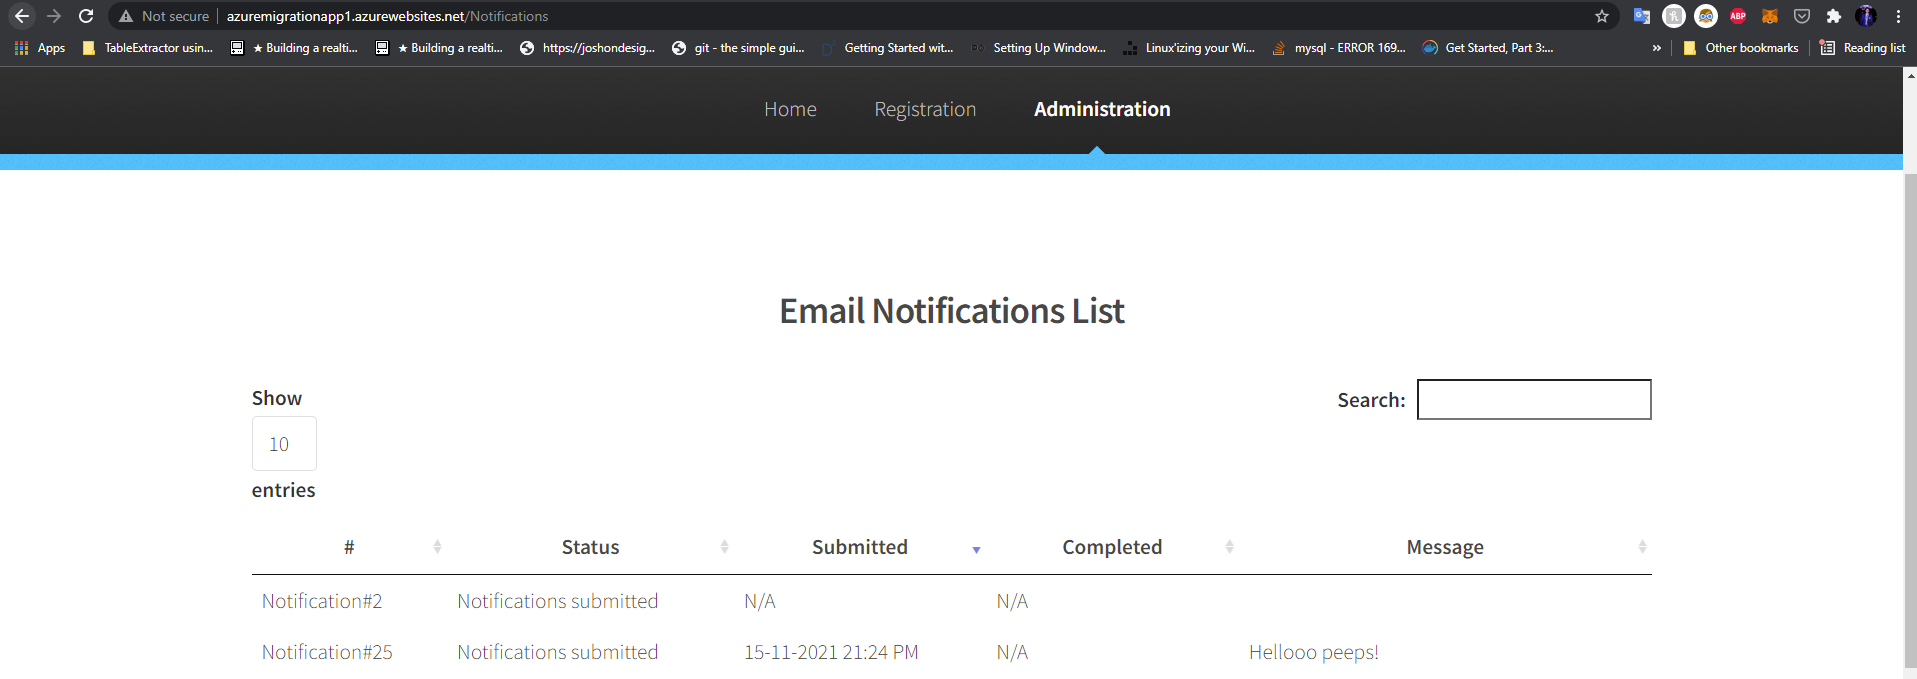 Not secure | azuremigrationapp1.azurewebsites.net/Notifications
ABP
Apps TableExtractor usin... ★ Building a realti... ★ Building a realti... https://joshondesig... git - the simple gui... Getting Started wit... Setting Up Window... Linux'izing your Wi... mysql - ERROR 169... Get Started, Part 3:... » Other bookmarks Reading list
Home Registration Administration
Email Notifications List
Show
10
entries
Search:
# Status Submitted Completed Message
Notification#2 Notifications submitted N/A N/A
Notification#25 Notifications submitted 15-11-2021 21:24 PM N/A Hellooo peeps!